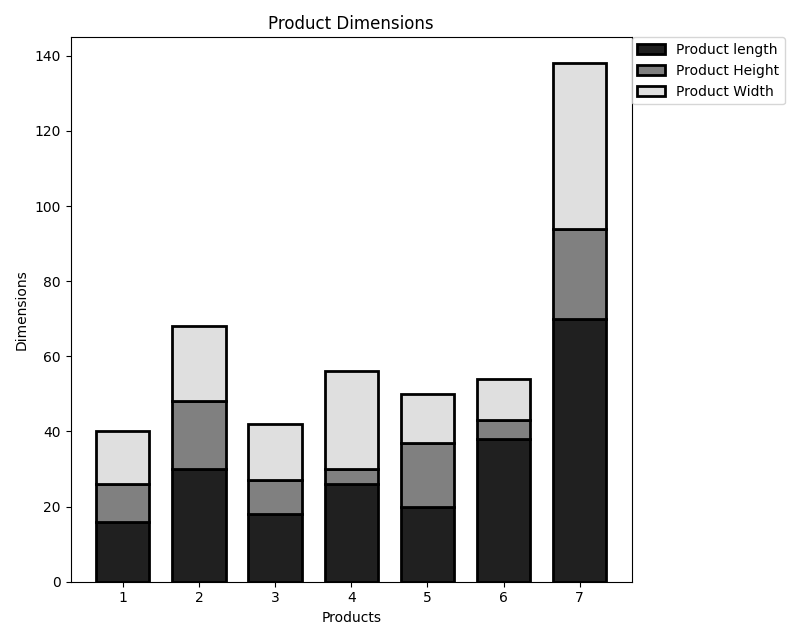 Product Dimensions
Product length
Product Height
Product Width
140
120
100
80
60
40
20
0
Dimensions
1 2 3 4 5 6 7
Products